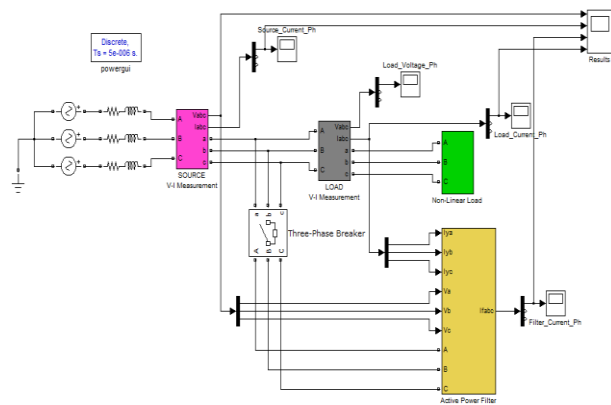 Discrete,
Ts = 5e-006 s.
powergui
Source_Current_Ph
Results
Load_Voltage_Ph
Load_Current_Ph
A
B
C
Vabc
Iabc
a
b
c
SOURCE
V-I Measurement
A
B
C
Vabc
Iabc
a
b
c
LOAD
V-I Measurement
A
B
C
Non-Linear Load
a
b
c
A
B
C
Three-Phase Breaker
Iya
Iyb
Iyc
Va
Vb
Vc
A
B
C
Ifabc
Active Power Filter
Filter_Current_Ph